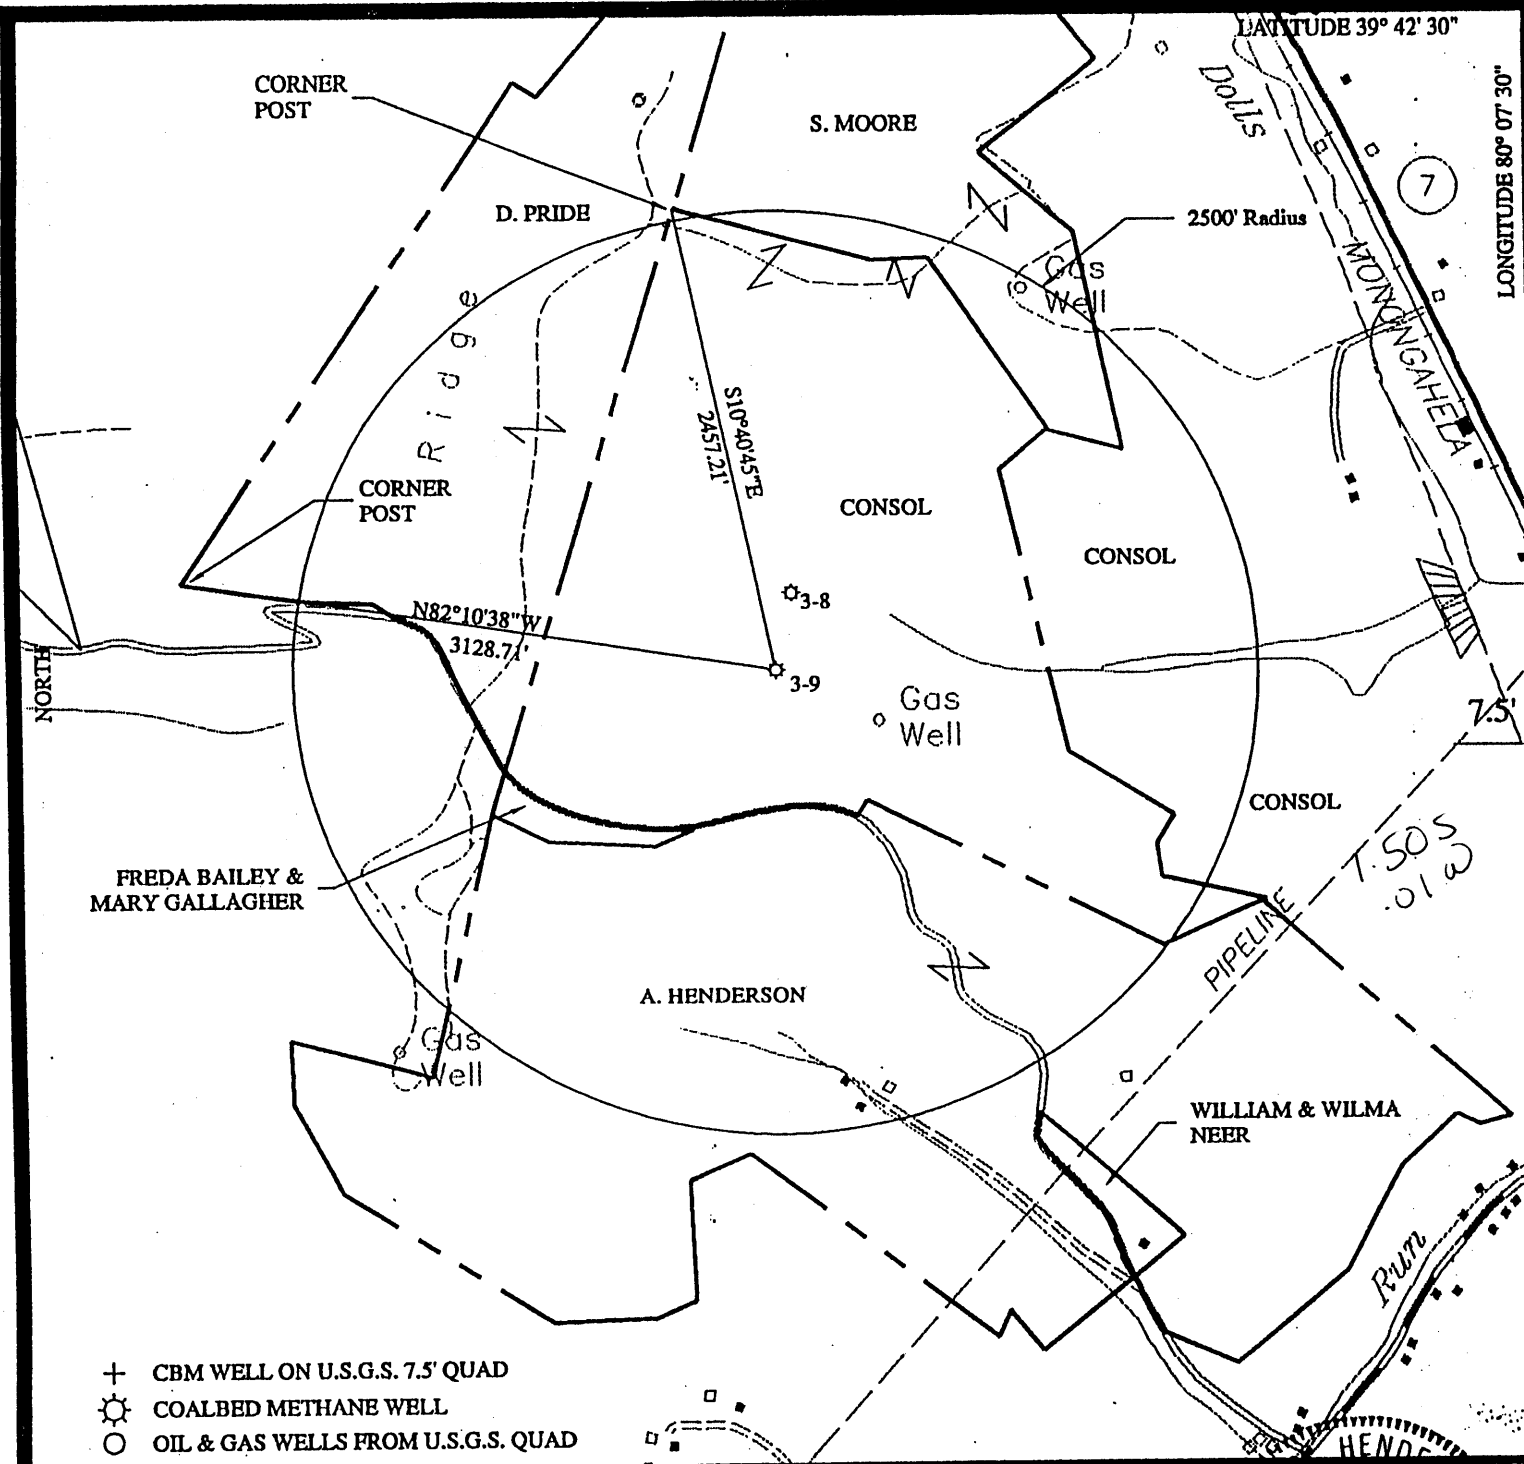 LATITUDE 39° 42' 30"
LONGITUDE 80° 07' 30"
CORNER
POST
S. MOORE
Dolls
7
D. PRIDE
2500' Radius
Gas
Well
MONONGAHELA
Ridge
S10°40'45"E
2457.21'
CORNER
POST
CONSOL
CONSOL
3-8
N82°10'38"W
3128.71'
3-9
NORTH
Gas
Well
7.5'
CONSOL
7.50 S
.01 W
FREDA BAILEY &
MARY GALLAGHER
PIPELINE
A. HENDERSON
Gas
Well
WILLIAM & WILMA
NEER
Run
CBM WELL ON U.S.G.S. 7.5' QUAD
COALBED METHANE WELL
OIL & GAS WELLS FROM U.S.G.S. QUAD